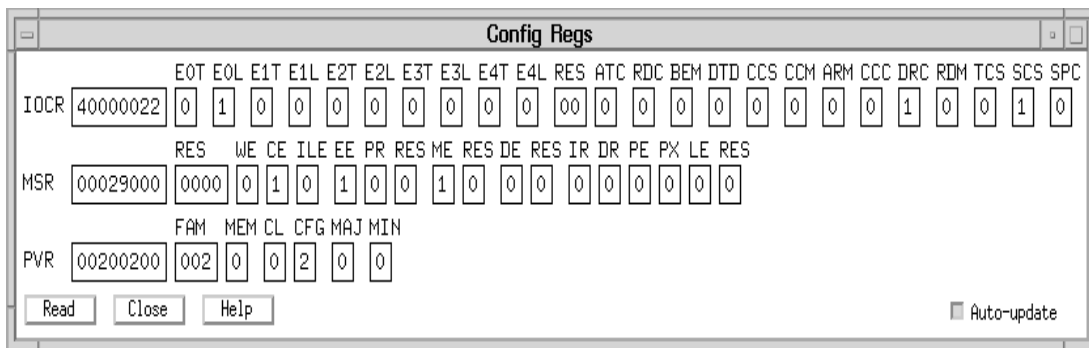 Config Regs
E0T E0L E1T E1L E2T E2L E3T E3L E4T E4L RES ATC RDC BEM DTD CCS CCM ARM CCC DRC RDM TCS SCS SPC
IOCR 40000022 0 1 0 0 0 0 0 0 0 0 00 0 0 0 0 0 0 0 0 1 0 0 1 0
RES WE CE ILE EE PR RES ME RES DE RES IR DR PE PX LE RES
MSR 00029000 0000 0 1 0 1 0 0 1 0 0 0 0 0 0 0 0 0
FAM MEM CL CFG MAJ MIN
PVR 00200200 002 0 0 2 0 0
Read Close Help Auto-update